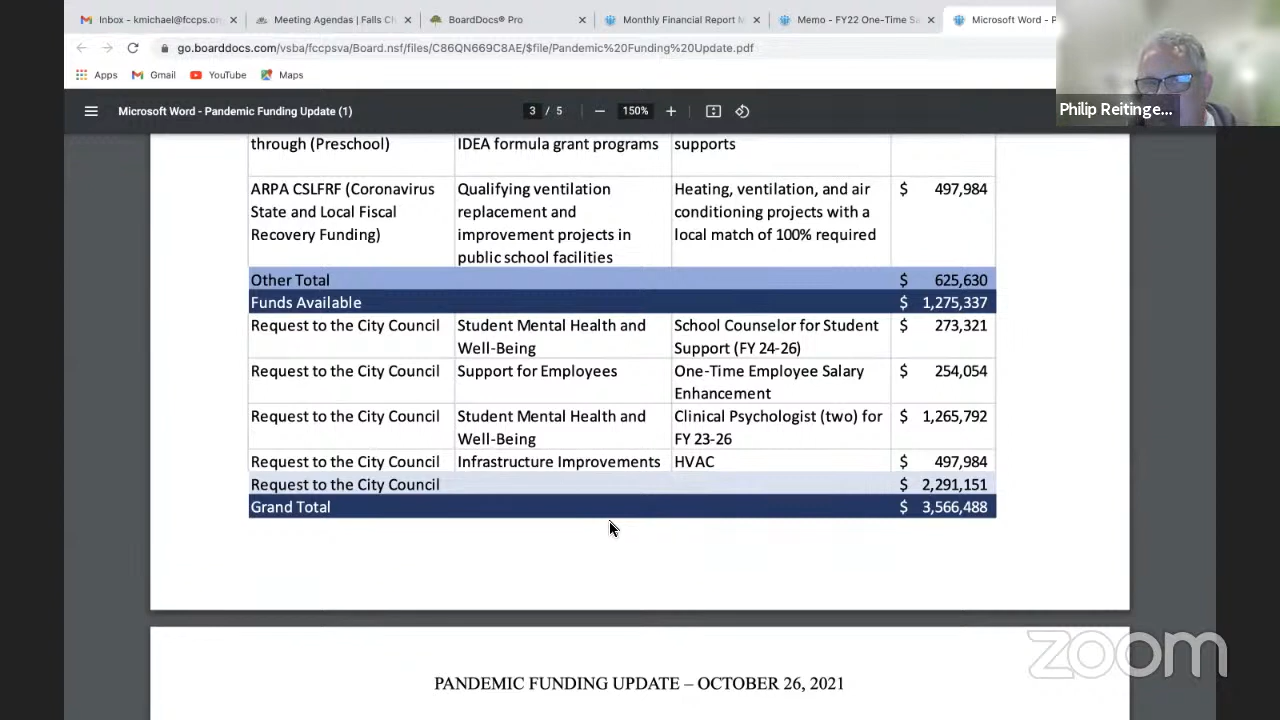 Inbox - kmichael@fccps.org
Meeting Agendas | Falls Ch
BoardDocs® Pro
Monthly Financial Report M
Memo - FY22 One-Time Sa
Microsoft Word - P
go.boarddocs.com/vsba/fccpsva/Board.nsf/files/C86QN669C8AE/$file/Pandemic%20Funding%20Update.pdf
Apps Gmail YouTube Maps
Philip Reitinge...
Microsoft Word - Pandemic Funding Update (1)
3 / 5
150%
through (Preschool) IDEA formula grant programs supports
ARPA CSLFRF (Coronavirus Qualifying ventilation Heating, ventilation, and air $ 497,984
State and Local Fiscal replacement and conditioning projects with a
Recovery Funding) improvement projects in local match of 100% required
public school facilities
Other Total $ 625,630
Funds Available $ 1,275,337
Request to the City Council Student Mental Health and School Counselor for Student $ 273,321
Well-Being Support (FY 24-26)
Request to the City Council Support for Employees One-Time Employee Salary $ 254,054
Enhancement
Request to the City Council Student Mental Health and Clinical Psychologist (two) for $ 1,265,792
Well-Being FY 23-26
Request to the City Council Infrastructure Improvements HVAC $ 497,984
Request to the City Council $ 2,291,151
Grand Total $ 3,566,488
PANDEMIC FUNDING UPDATE – OCTOBER 26, 2021
zoom